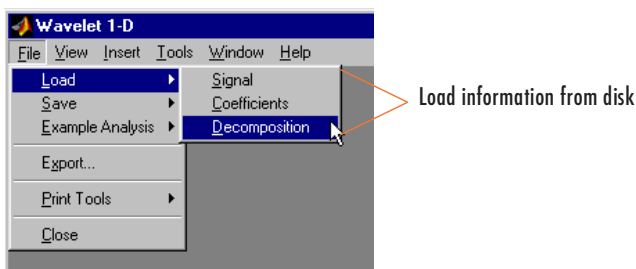 Wavelet 1-D
File View Insert Tools Window Help
Load
Save
Example Analysis
Export...
Print Tools
Close
Signal
Coefficients
Decomposition
Load information from disk